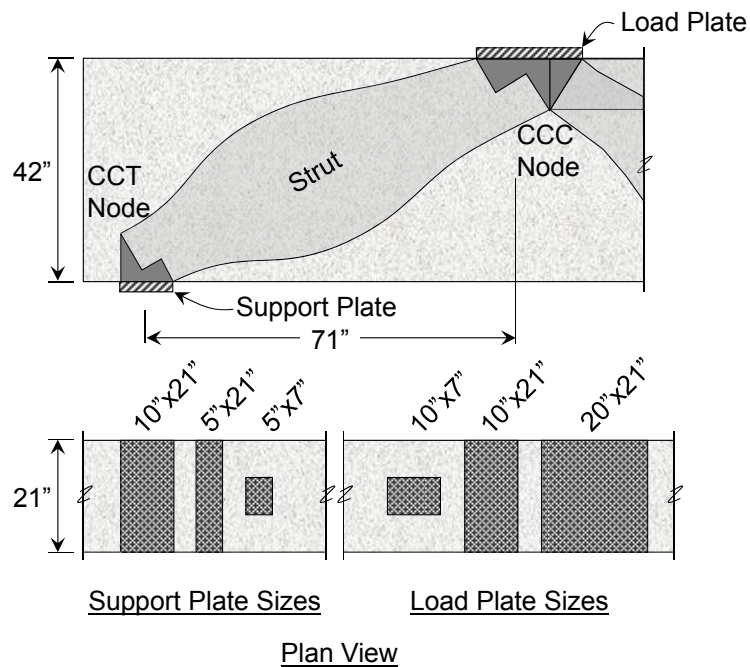 Load Plate
42”
CCT
Node
Strut
CCC
Node
Support Plate
71”
10”x21”
5”x21”
5”x7”
10”x7”
10”x21”
20”x21”
21”
Support Plate Sizes
Load Plate Sizes
Plan View